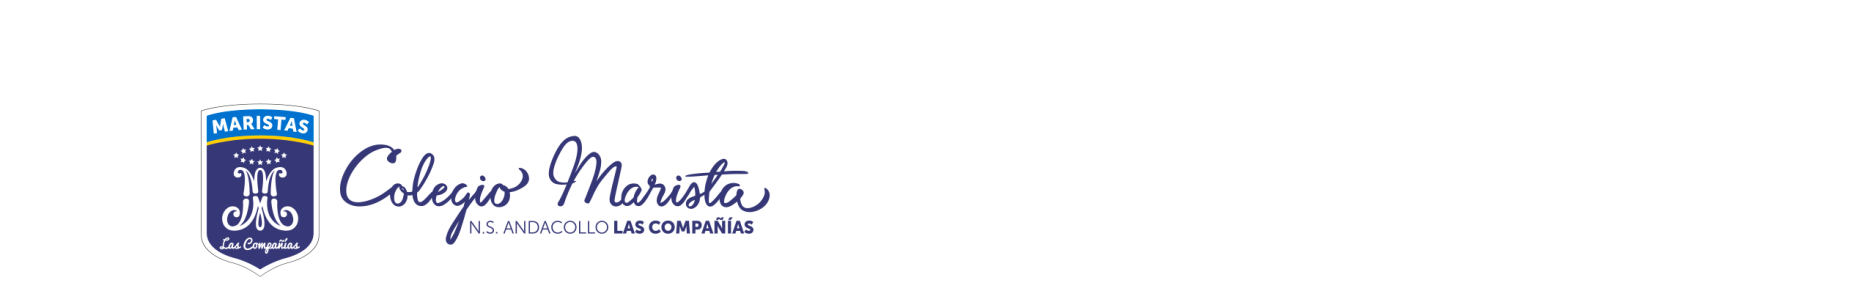 MARISTAS
Las Compañías
Colegio Marista
N.S. ANDACOLLO LAS COMPAÑÍAS